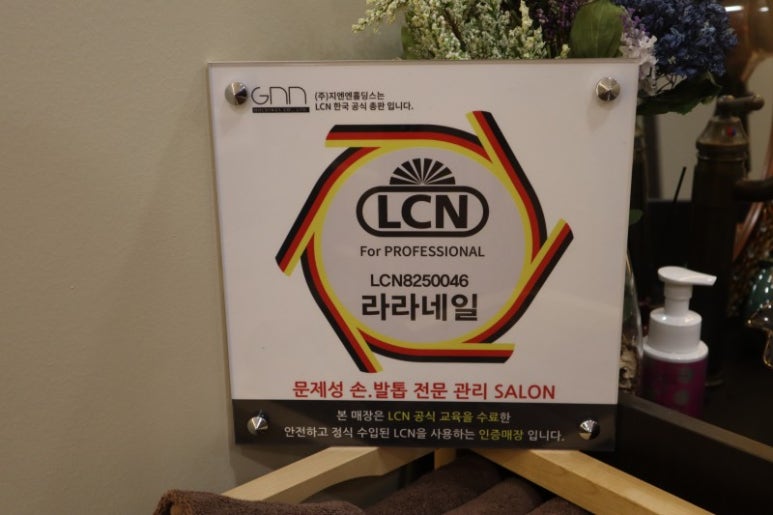 GNN
(주)지엔엔홀딩스는
LCN 한국 공식 총판 입니다.
LCN
For PROFESSIONAL
LCN8250046
라라네일
문제성 손.발톱 전문 관리 SALON
본 매장은 LCN 공식 교육을 수료한
안전하고 정식 수입된 LCN을 사용하는 인증매장 입니다.